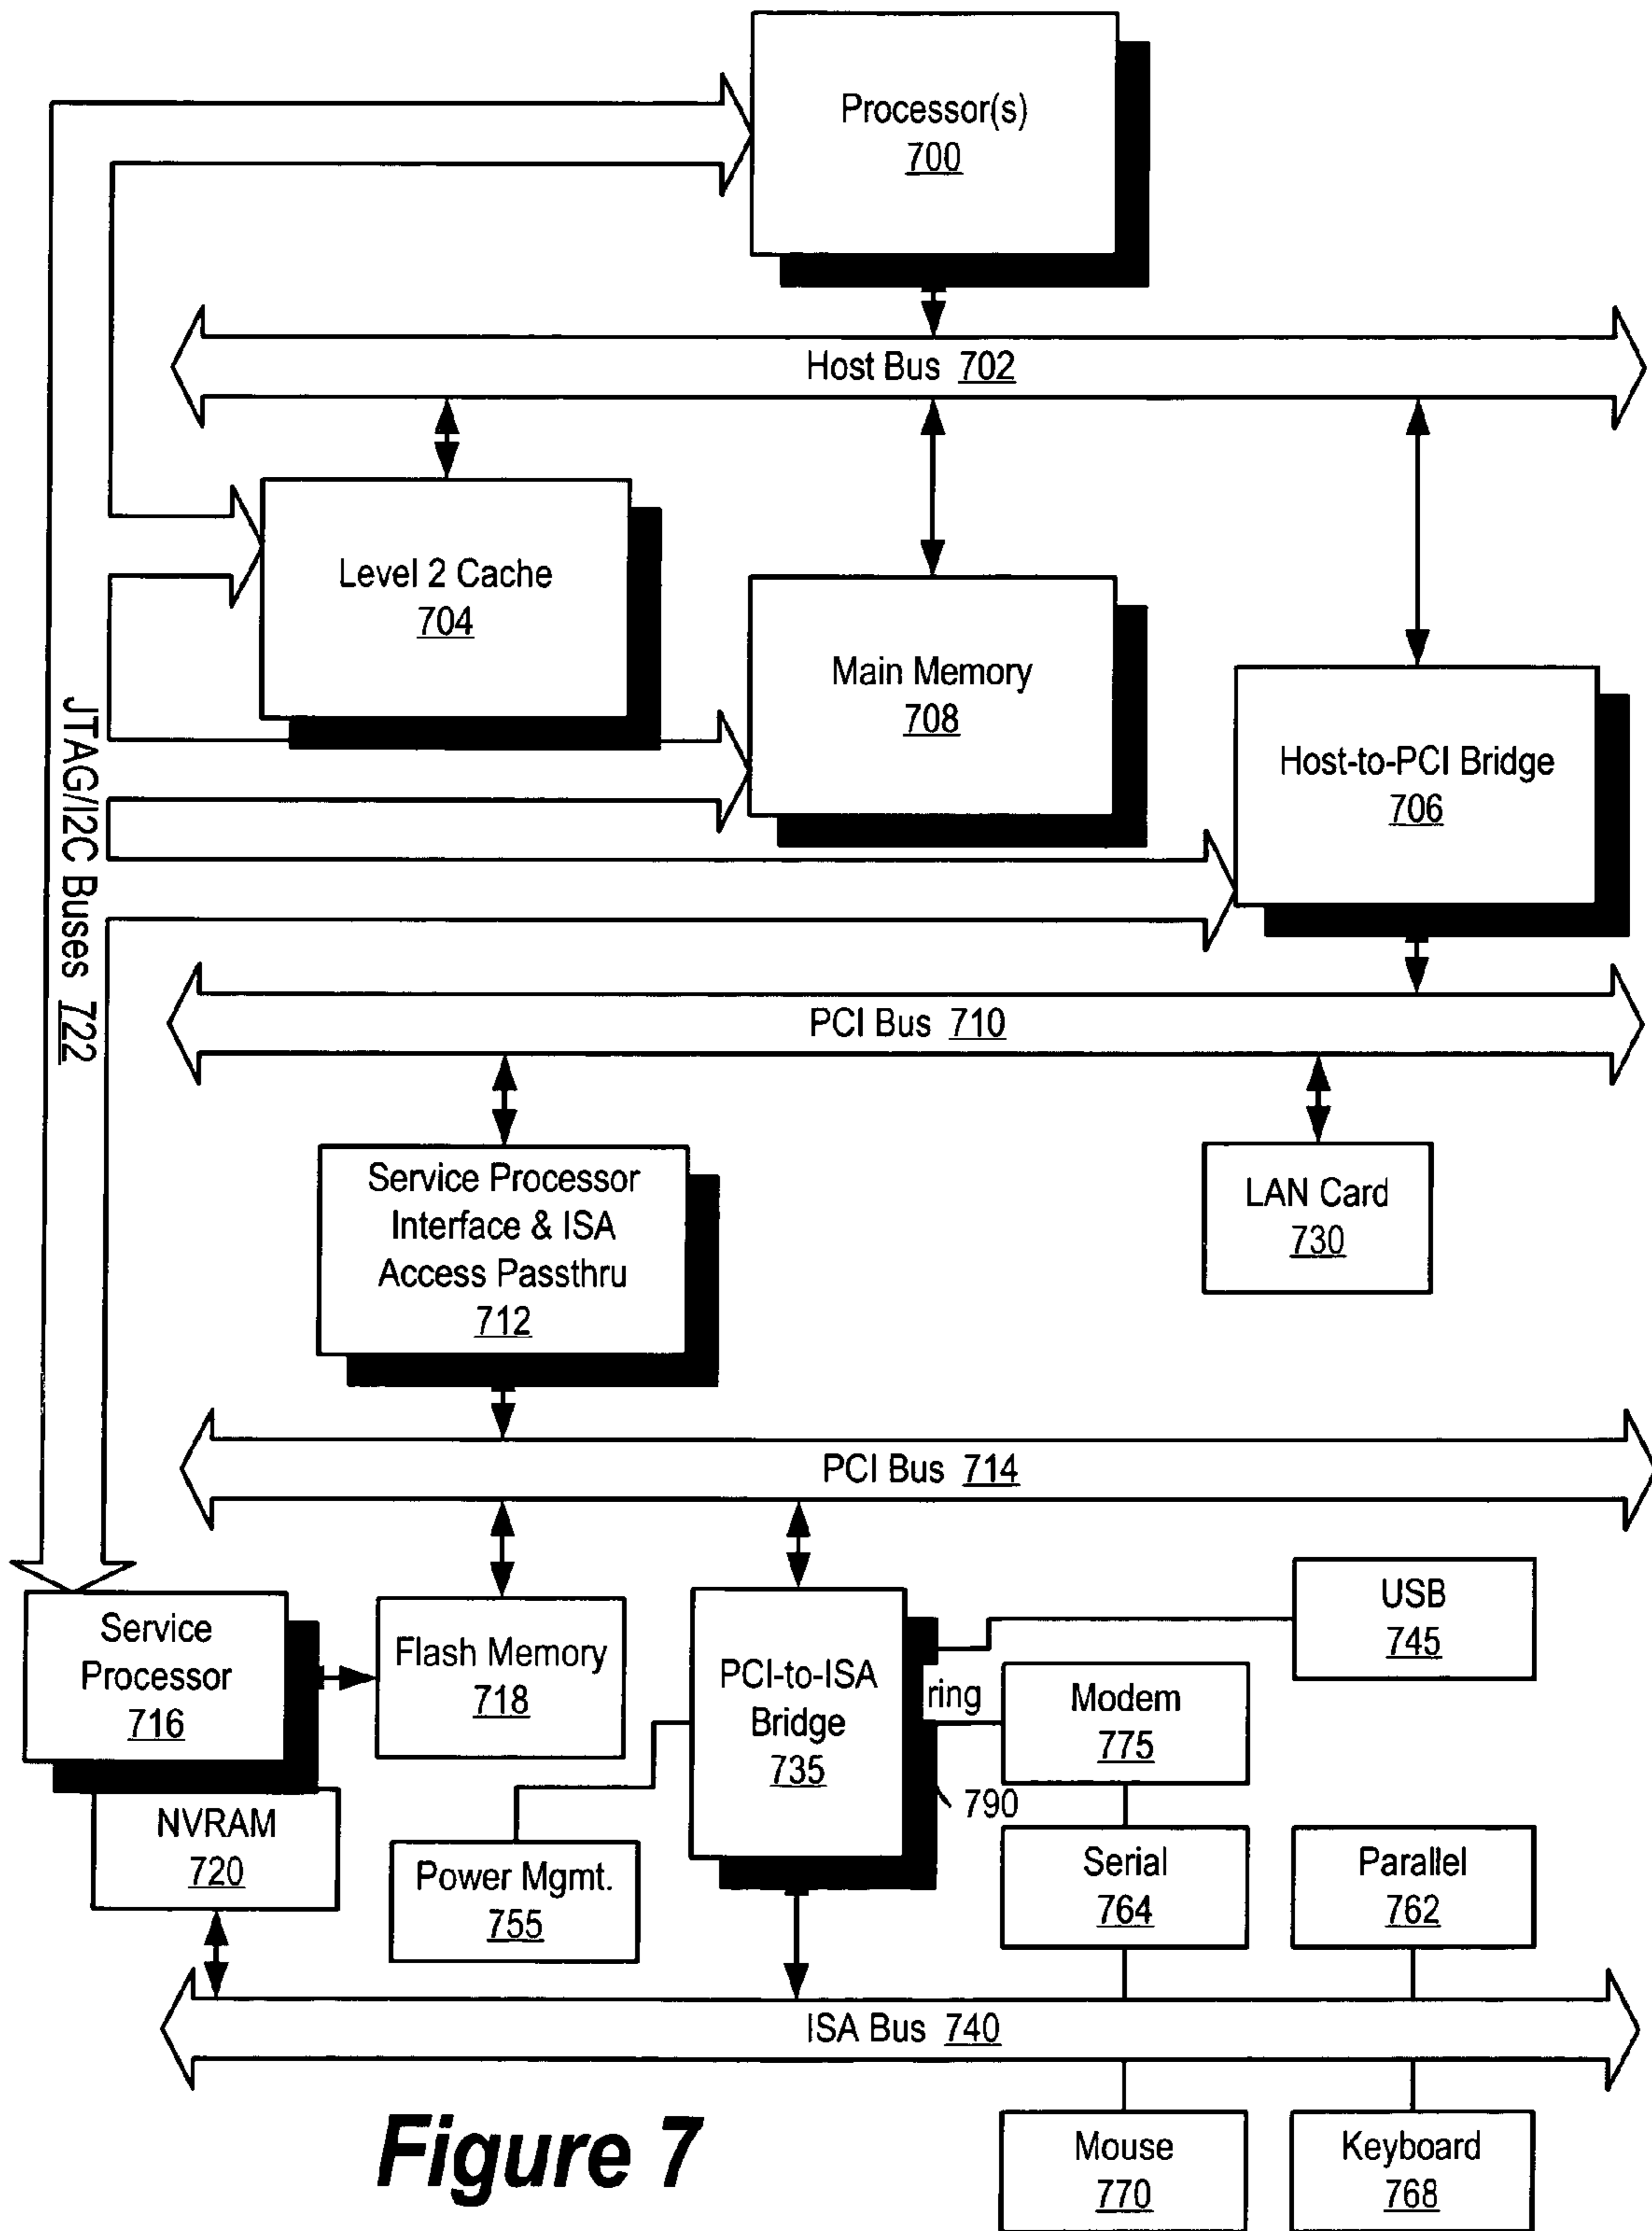 Processor(s)
700
Host Bus 702
Level 2 Cache
704
Main Memory
708
Host-to-PCI Bridge
706
JTAG/I2C Buses 722
PCI Bus 710
Service Processor
Interface & ISA
Access Passthru
712
LAN Card
730
PCI Bus 714
Service
Processor
716
Flash Memory
718
PCI-to-ISA
Bridge
735
USB
745
ring
Modem
775
790
NVRAM
720
Power Mgmt.
755
Serial
764
Parallel
762
ISA Bus 740
Mouse
770
Keyboard
768
Figure 7